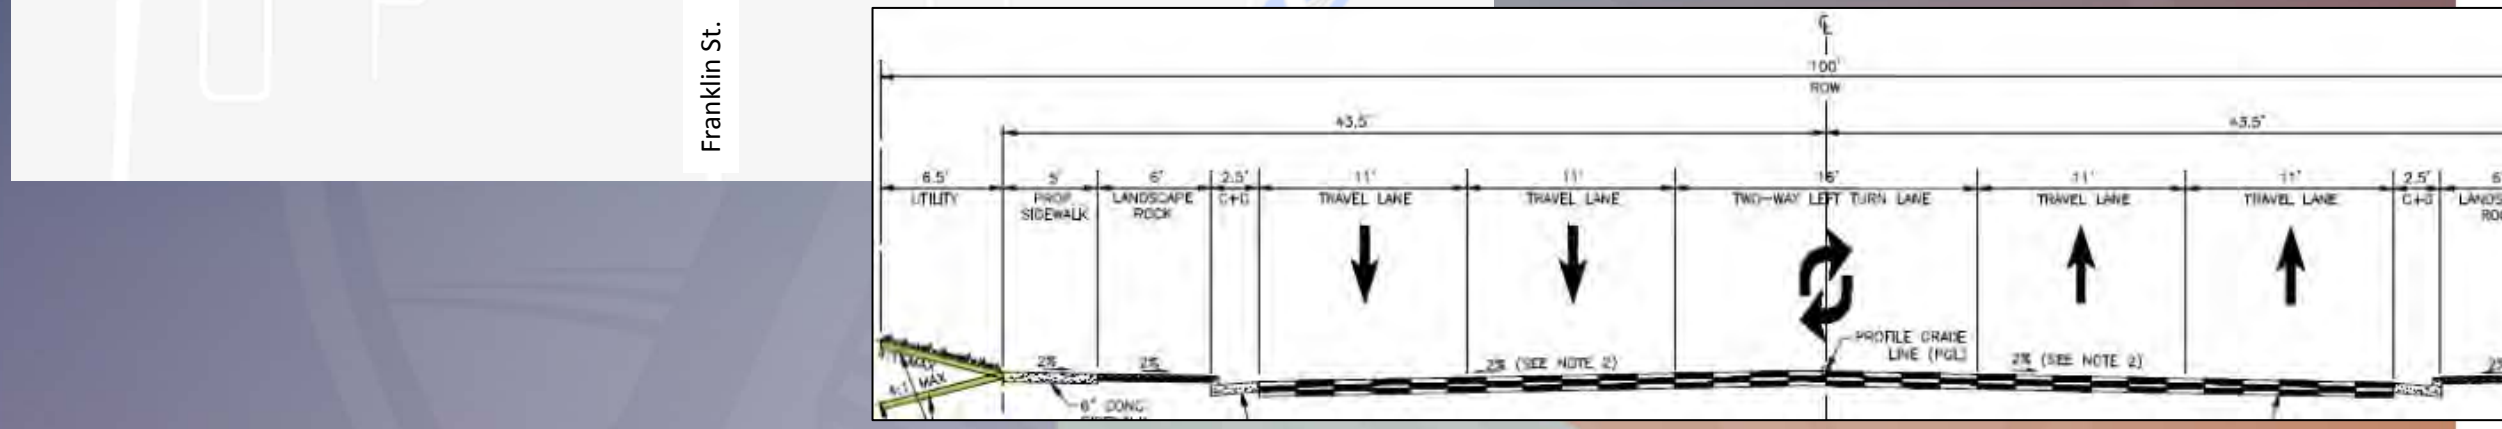 Franklin St.
℄
100'
ROW
43.5'
43.5'
6.5'
UTILITY
5'
PROP.
SIDEWALK
6'
LANDSCAPE
ROCK
2.5'
C+G
11'
TRAVEL LANE
11'
TRAVEL LANE
16'
TWO-WAY LEFT TURN LANE
11'
TRAVEL LANE
11'
TRAVEL LANE
2.5'
C+G
PROFILE GRADE
LINE (PGL)
4:1 MAX
2%
2%
2% (SEE NOTE 2)
2% (SEE NOTE 2)
6" CONC.